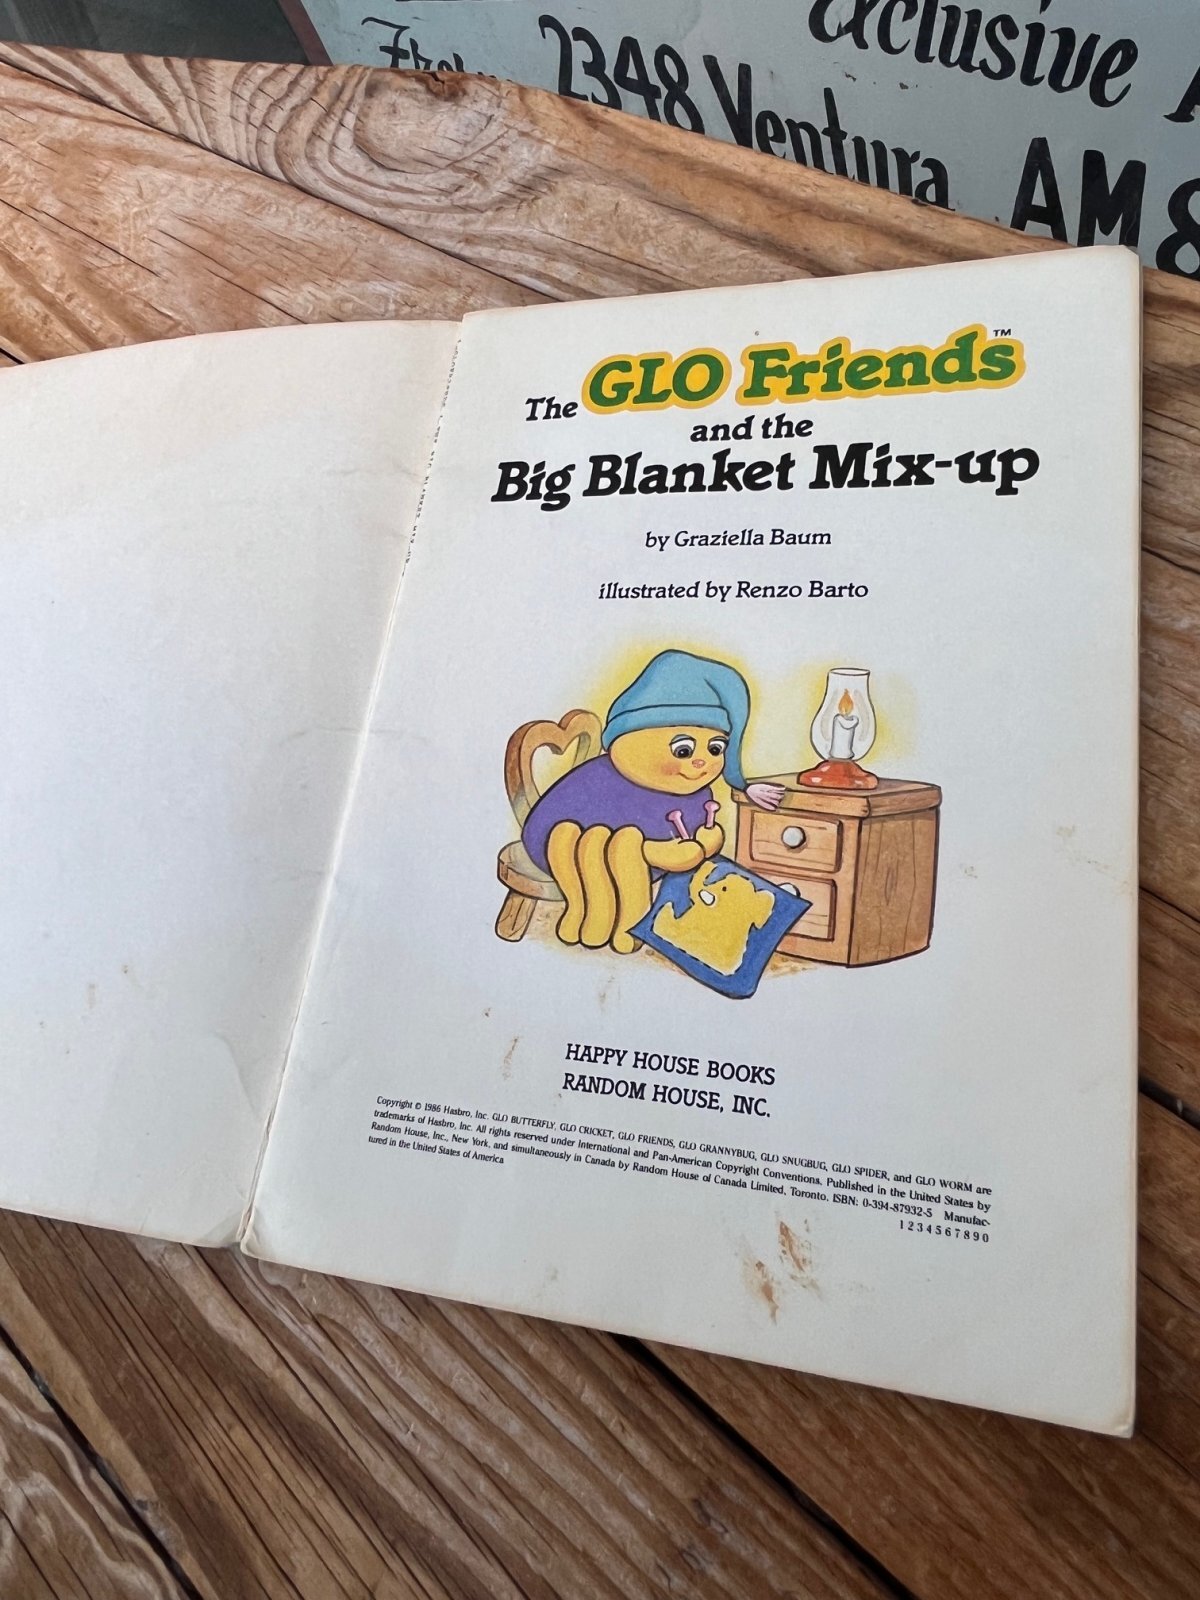 exclusive
2348 Ventura
AM 8
The GLO Friends™
and the
Big Blanket Mix-up
by Graziella Baum
illustrated by Renzo Barto
HAPPY HOUSE BOOKS
RANDOM HOUSE, INC.
Copyright © 1986 Hasbro, Inc. GLO BUTTERFLY, GLO CRICKET, GLO FRIENDS, GLO GRANNYBUG, GLO SNUGBUG, GLO SPIDER, and GLO WORM are
trademarks of Hasbro, Inc. All rights reserved under International and Pan-American Copyright Conventions. Published in the United States by
Random House, Inc., New York, and simultaneously in Canada by Random House of Canada Limited, Toronto. ISBN: 0-394-87932-5 Manufac-
tured in the United States of America
1 2 3 4 5 6 7 8 9 0